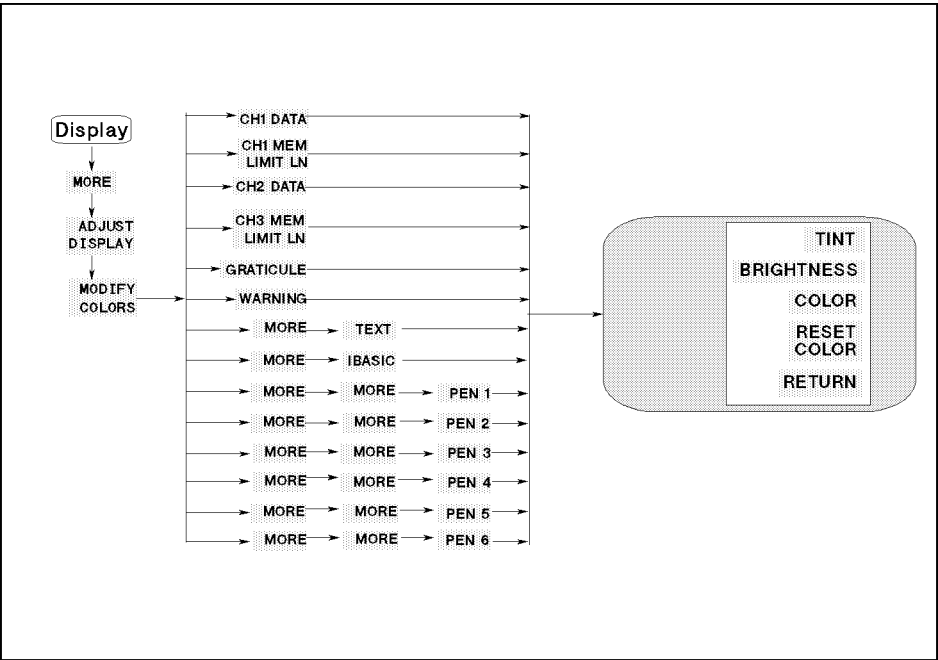 Display
MORE
ADJUST
DISPLAY
MODIFY
COLORS
CH1 DATA
CH1 MEM
LIMIT LN
CH2 DATA
CH3 MEM
LIMIT LN
GRATICULE
WARNING
MORE TEXT
MORE IBASIC
MORE MORE PEN 1
MORE MORE PEN 2
MORE MORE PEN 3
MORE MORE PEN 4
MORE MORE PEN 5
MORE MORE PEN 6
TINT
BRIGHTNESS
COLOR
RESET
COLOR
RETURN